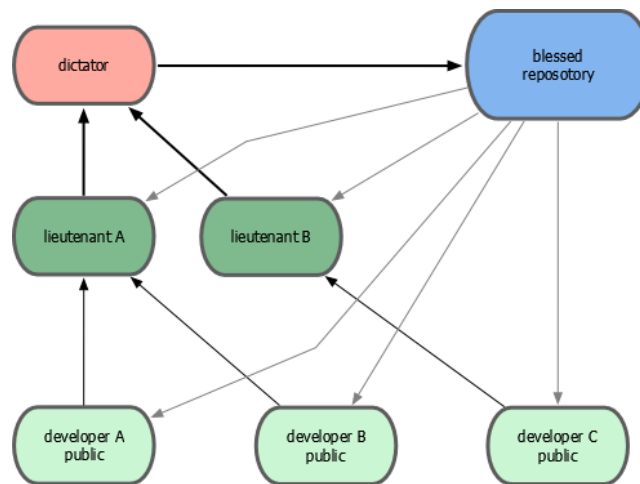 dictator
blessed
reposotory
lieutenant A
lieutenant B
developer A
public
developer B
public
developer C
public